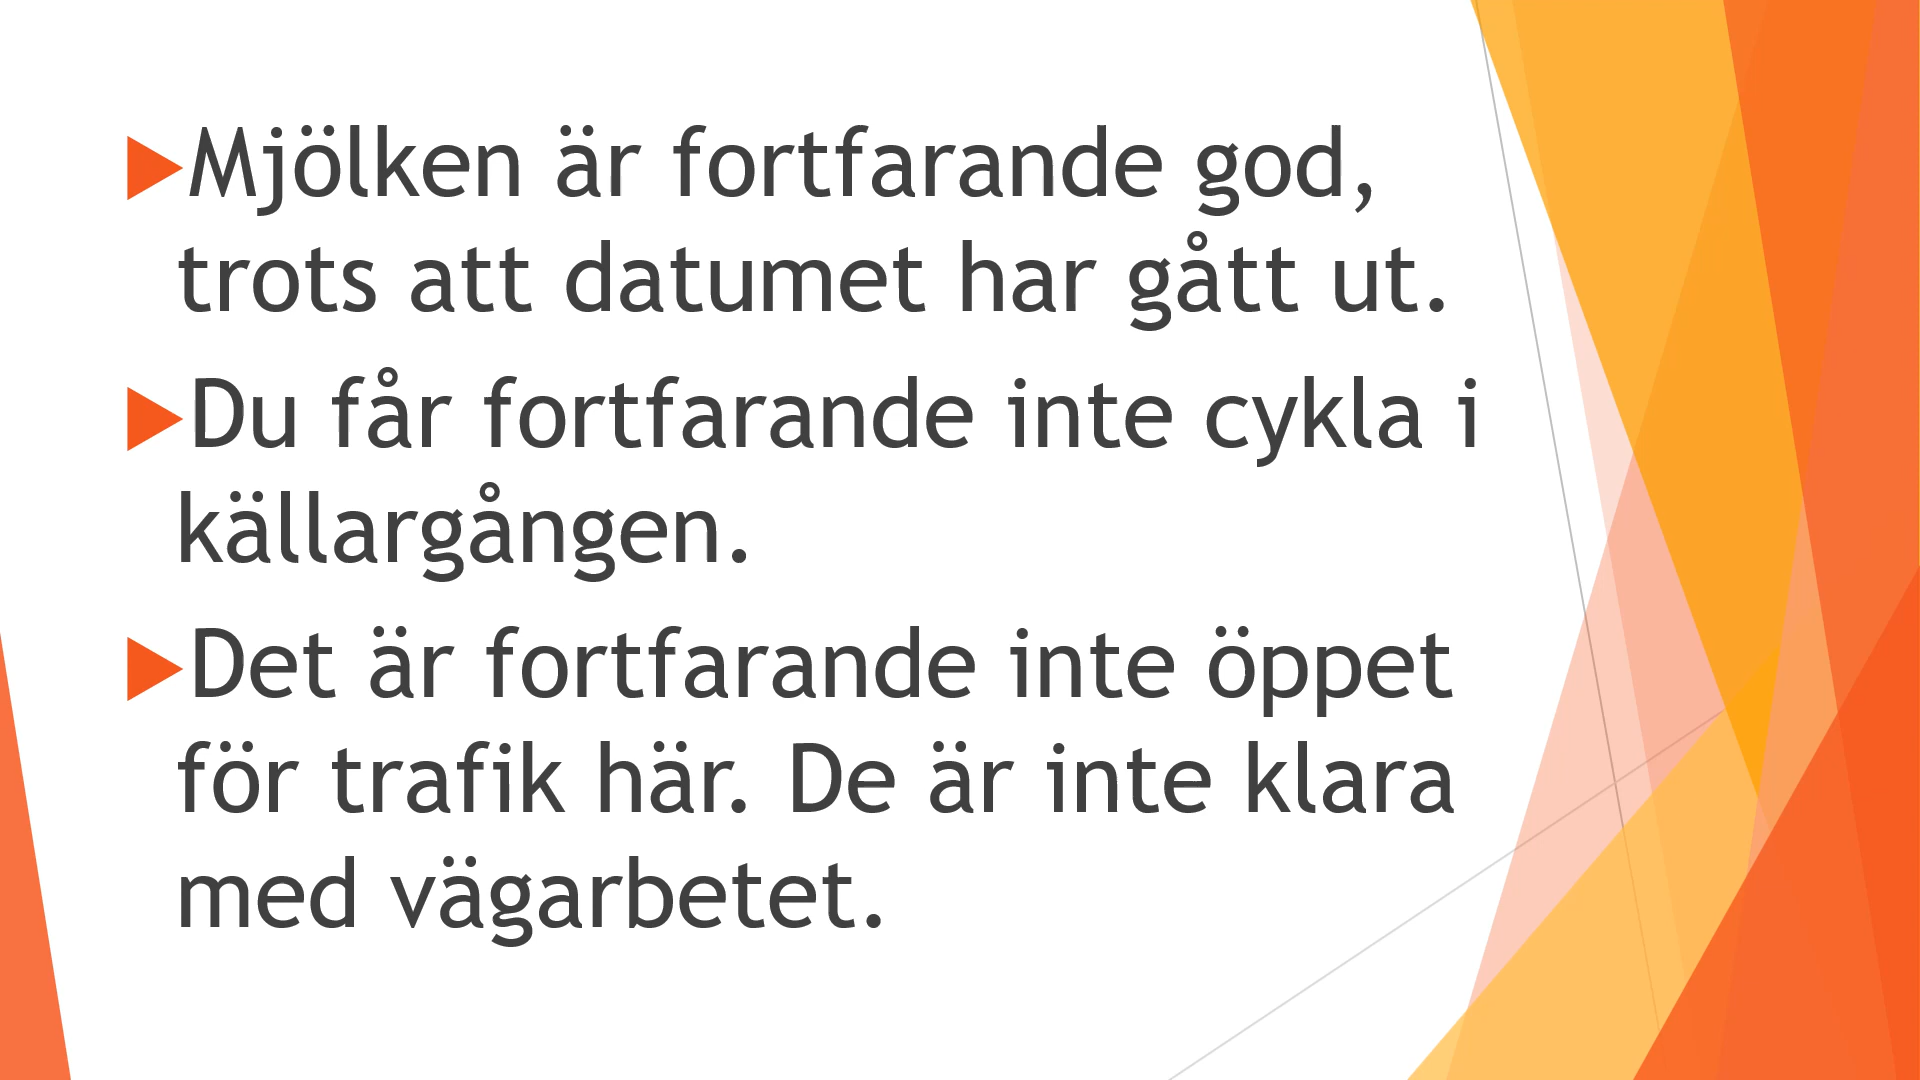 Mjölken är fortfarande god,
trots att datumet har gått ut.
Du får fortfarande inte cykla i
källargången.
Det är fortfarande inte öppet
för trafik här. De är inte klara
med vägarbetet.